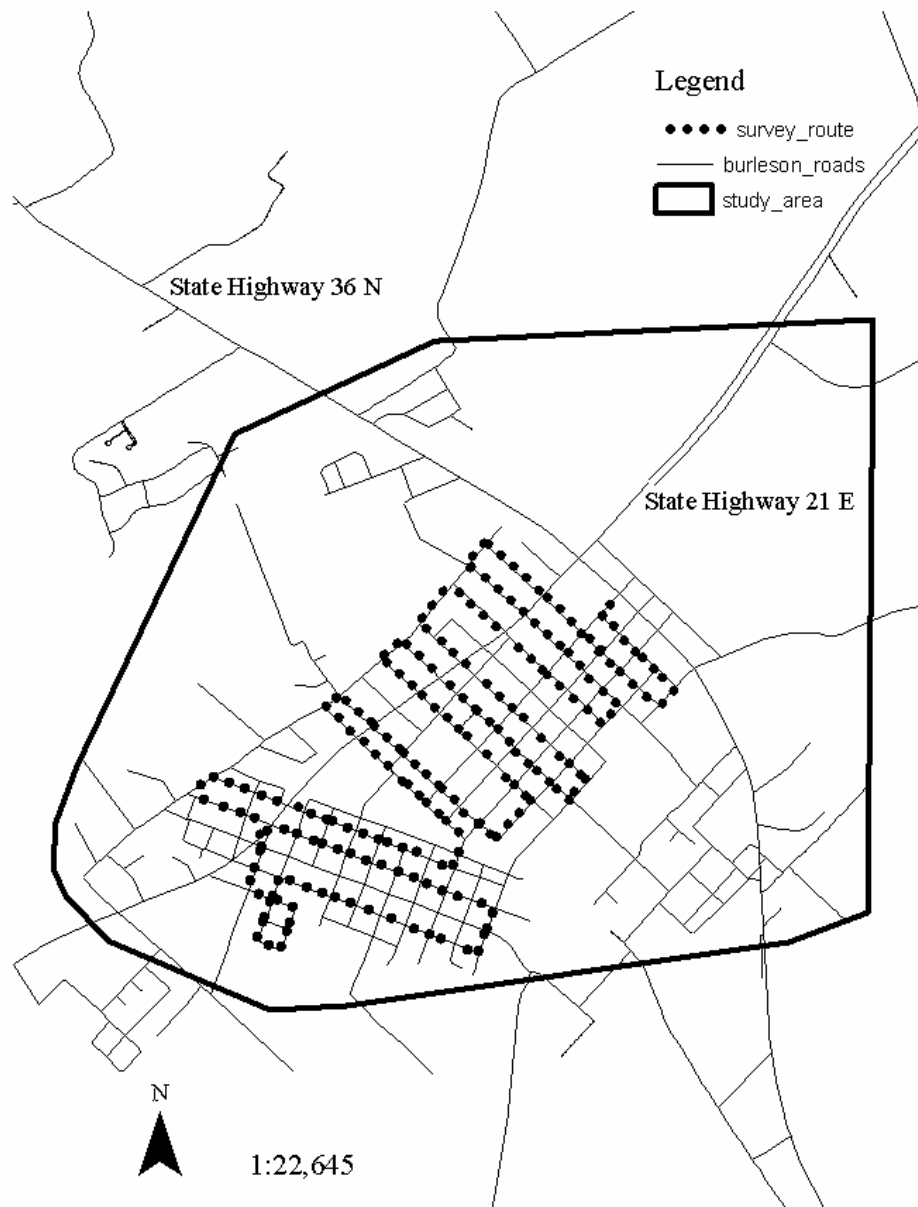 Legend
survey_route
burleson_roads
study_area
State Highway 36 N
State Highway 21 E
N
1:22,645